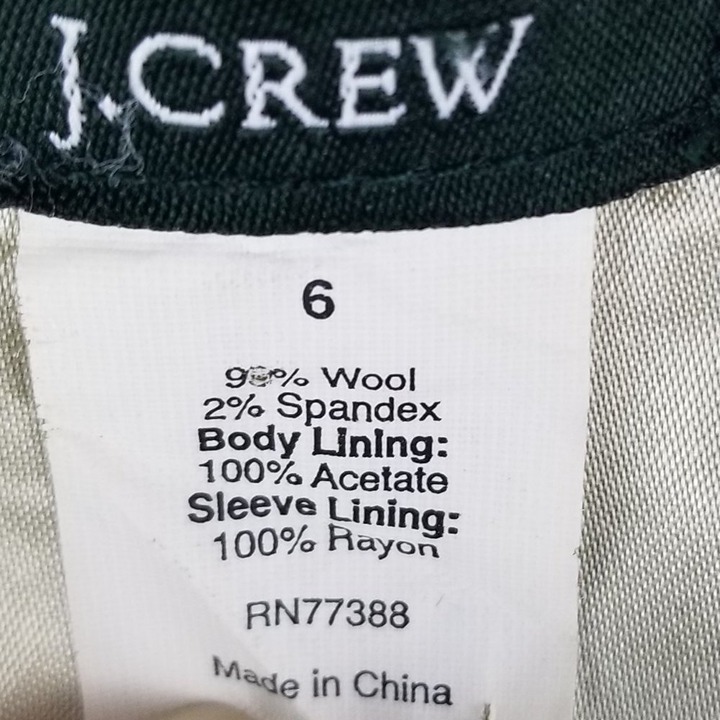 J.CREW
6
% Wool
2% Spandex
Body Lining:
100% Acetate
Sleeve Lining:
100% Rayon
RN77388
Made in China